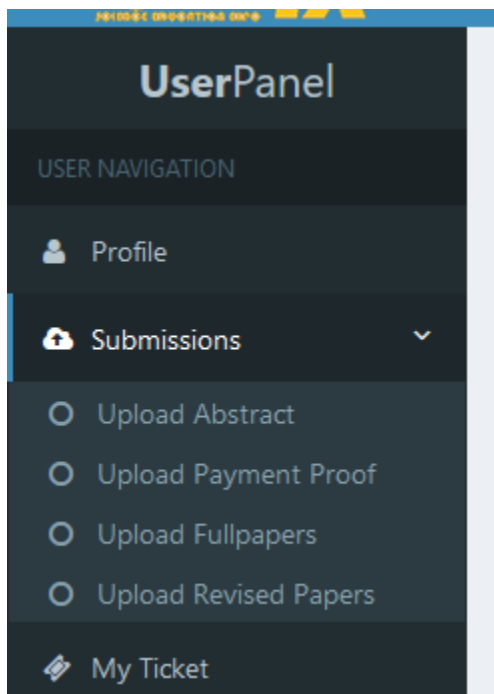 UserPanel
USER NAVIGATION
Profile
Submissions
Upload Abstract
Upload Payment Proof
Upload Fullpapers
Upload Revised Papers
My Ticket